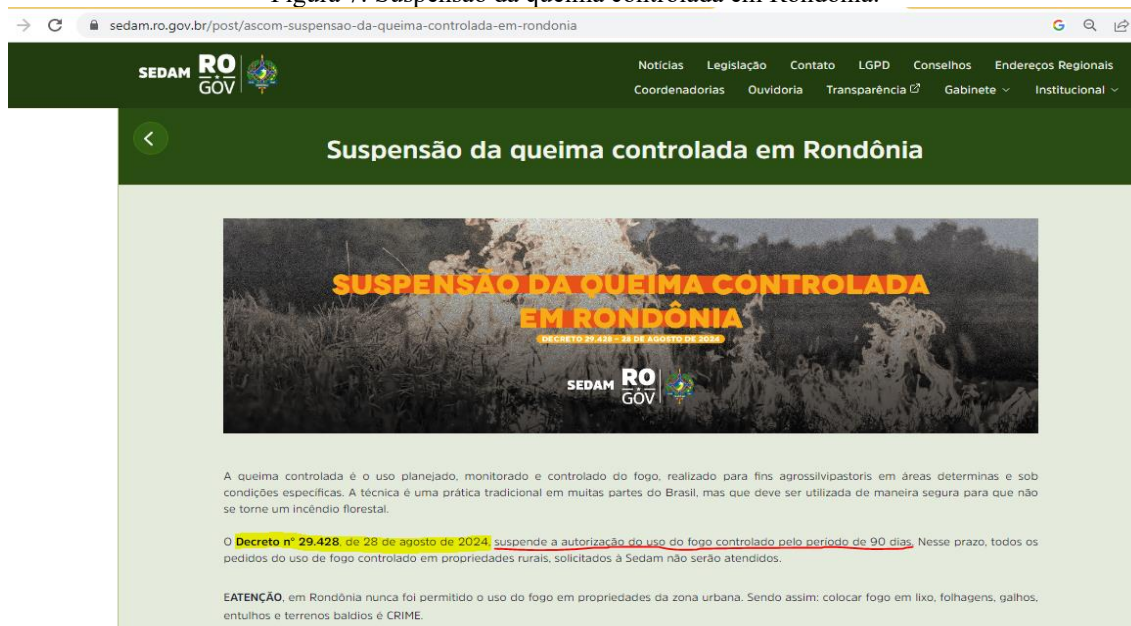 Figura 7: Suspensão da queima controlada em Rondônia.
sedam.ro.gov.br/post/ascom-suspensao-da-queima-controlada-em-rondonia
SEDAM RO GOV
Notícias Legislação Contato LGPD Conselhos Endereços Regionais
Coordenadorias Ouvidoria Transparência Gabinete Institucional
Suspensão da queima controlada em Rondônia
SUSPENSÃO DA QUEIMA CONTROLADA
EM RONDÔNIA
DECRETO 29.428 - 28 DE AGOSTO DE 2024
SEDAM RO GOV
A queima controlada é o uso planejado, monitorado e controlado do fogo, realizado para fins agrossilvipastoris em áreas determinas e sob
condições específicas. A técnica é uma prática tradicional em muitas partes do Brasil, mas que deve ser utilizada de maneira segura para que não
se torne um incêndio florestal.
O Decreto n° 29.428, de 28 de agosto de 2024, suspende a autorização do uso do fogo controlado pelo período de 90 dias. Nesse prazo, todos os
pedidos do uso de fogo controlado em propriedades rurais, solicitados à Sedam não serão atendidos.
EATENÇÃO, em Rondônia nunca foi permitido o uso do fogo em propriedades da zona urbana. Sendo assim: colocar fogo em lixo, folhagens, galhos,
entulhos e terrenos baldios é CRIME.